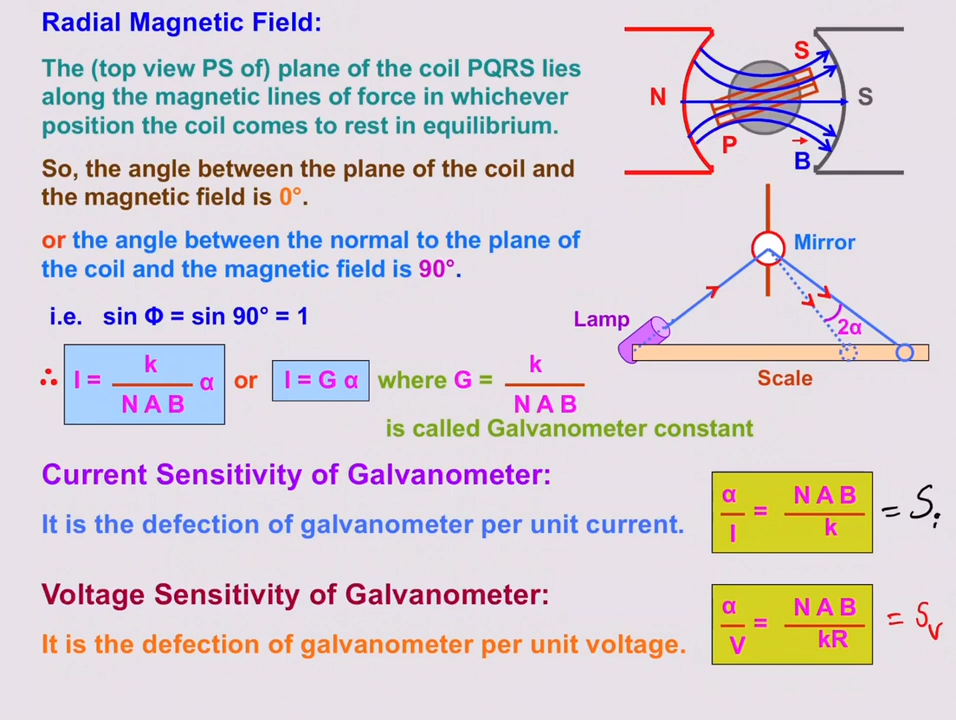 Radial Magnetic Field:
The (top view PS of) plane of the coil PQRS lies
along the magnetic lines of force in whichever
position the coil comes to rest in equilibrium.
So, the angle between the plane of the coil and
the magnetic field is 0°.
or the angle between the normal to the plane of
the coil and the magnetic field is 90°.
i.e. sin Φ = sin 90° = 1
∴ I = k / N A B α or I = G α where G = k / N A B
is called Galvanometer constant
N
S
S
P
B
Mirror
Lamp
2α
Scale
Current Sensitivity of Galvanometer:
It is the defection of galvanometer per unit current.
α / I = N A B / k = Si
Voltage Sensitivity of Galvanometer:
It is the defection of galvanometer per unit voltage.
α / V = N A B / kR = Sv